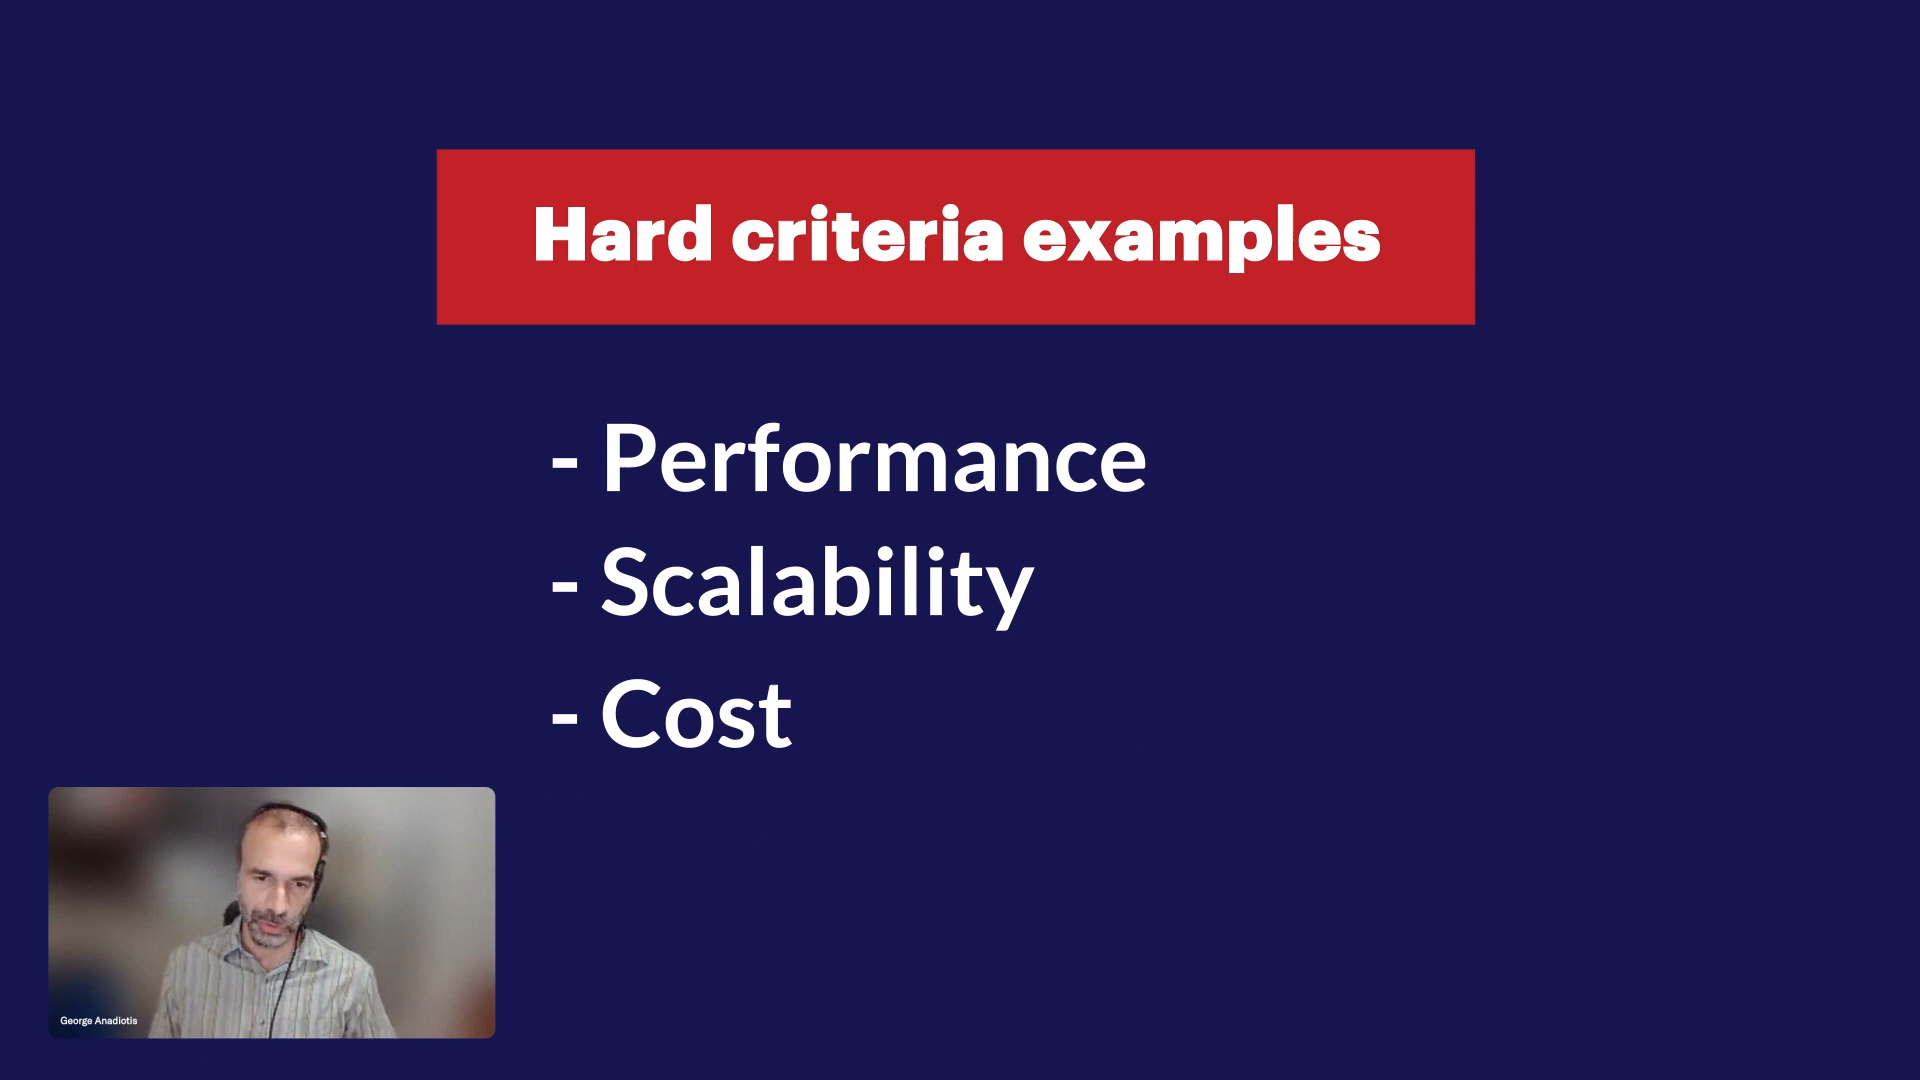 Hard criteria examples
- Performance
- Scalability
- Cost
George Anadiotis